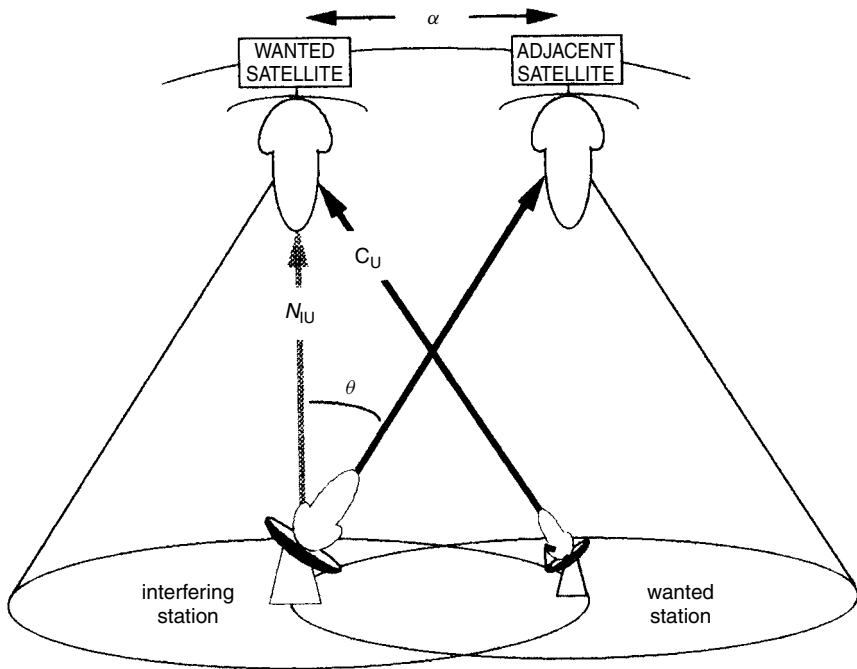 α
WANTED
SATELLITE
ADJACENT
SATELLITE
C_U
N_IU
θ
interfering
station
wanted
station